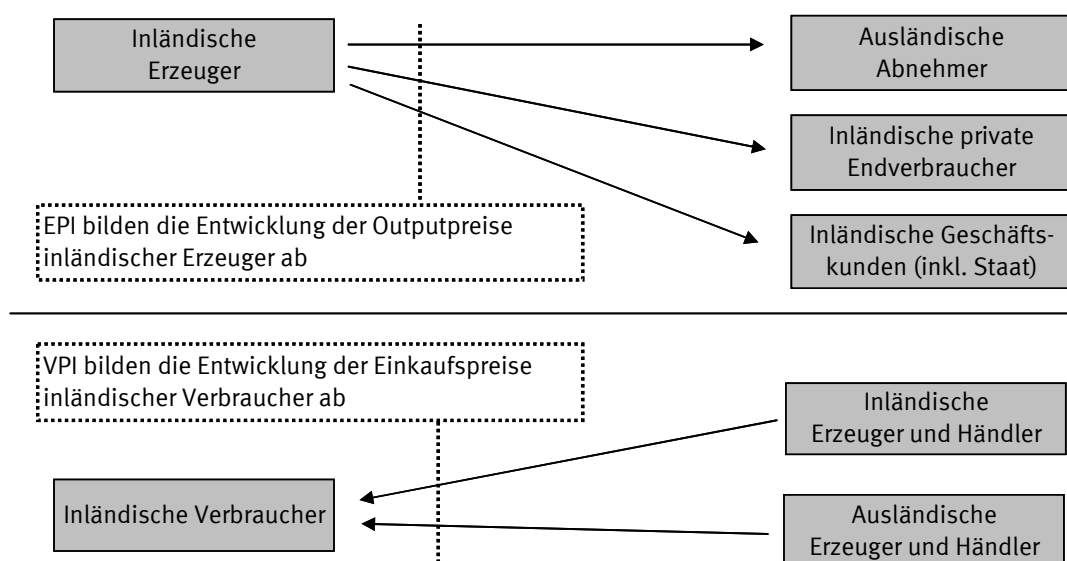 Inländische
Erzeuger
Ausländische
Abnehmer
Inländische private
Endverbraucher
EPI bilden die Entwicklung der Outputpreise
inländischer Erzeuger ab
Inländische Geschäfts-
kunden (inkl. Staat)
VPI bilden die Entwicklung der Einkaufspreise
inländischer Verbraucher ab
Inländische
Erzeuger und Händler
Inländische Verbraucher
Ausländische
Erzeuger und Händler